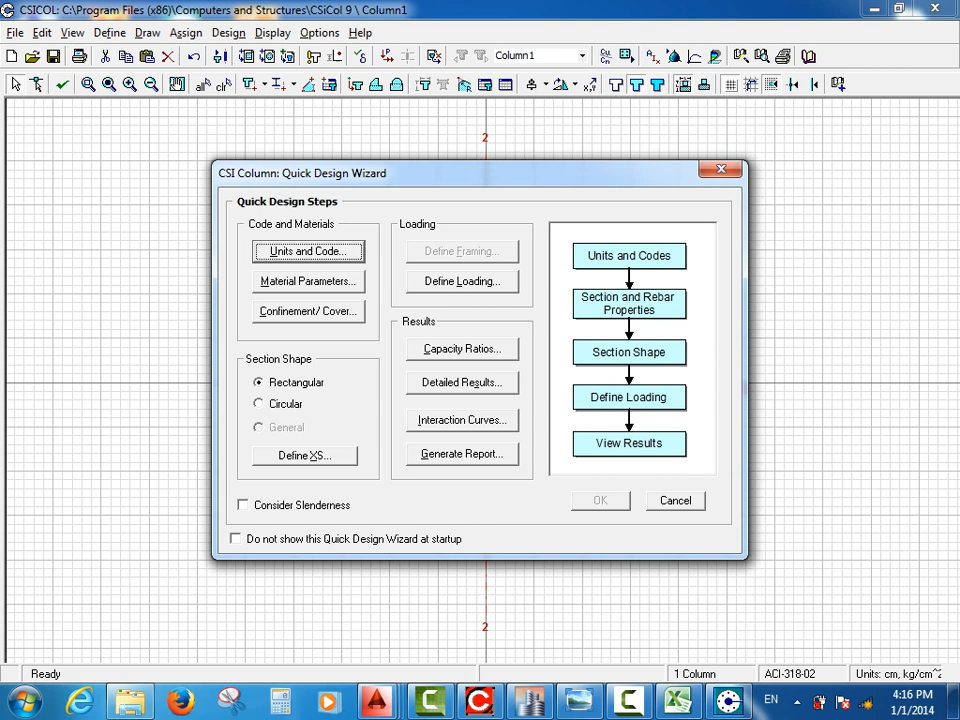 CSICOL: C:\Program Files (x86)\Computers and Structures\CSiCol 9 \ Column1
File Edit View Define Draw Assign Design Display Options Help
Column1
2
CSI Column: Quick Design Wizard
Quick Design Steps
Code and Materials
Units and Code...
Material Parameters...
Confinement/ Cover...
Section Shape
Rectangular
Circular
General
Define XS...
Consider Slenderness
Do not show this Quick Design Wizard at startup
Loading
Define Framing...
Define Loading...
Results
Capacity Ratios...
Detailed Results...
Interaction Curves...
Generate Report...
Units and Codes
Section and Rebar
Properties
Section Shape
Define Loading
View Results
OK
Cancel
2
Ready
1 Column
ACI-318-02
Units: cm, kg/cm^2
EN
4:16 PM
1/1/2014